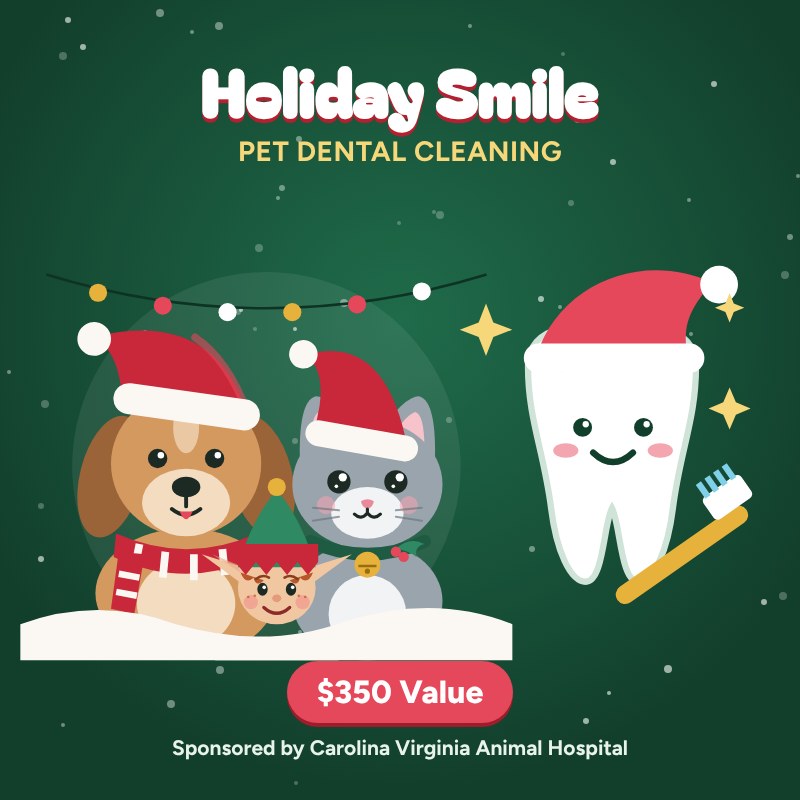 Holiday Smile
PET DENTAL CLEANING
$350 Value
Sponsored by Carolina Virginia Animal Hospital